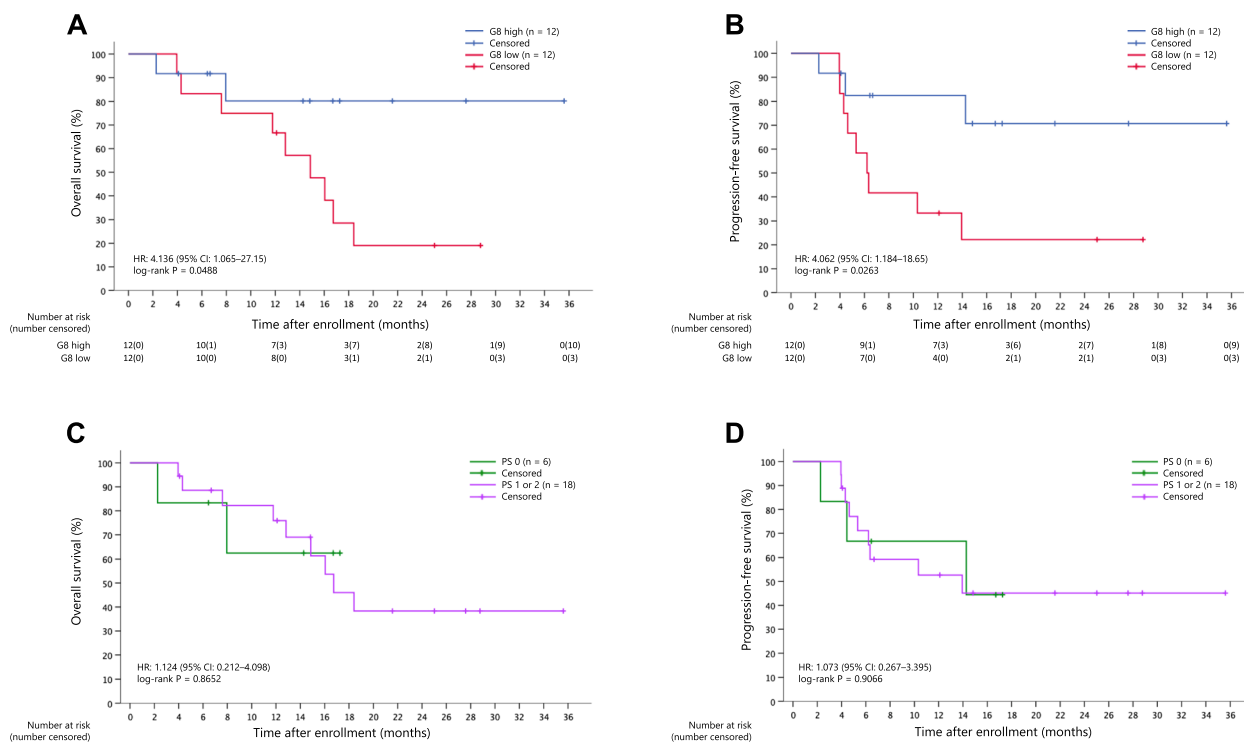 A
G8 high (n = 12)
Censored
G8 low (n = 12)
Censored
100
90
80
70
60
50
40
30
20
10
0
Overall survival (%)
HR: 4.136 (95% CI: 1.065–27.15)
log-rank P = 0.0488
0 2 4 6 8 10 12 14 16 18 20 22 24 26 28 30 32 34 36
Time after enrollment (months)
Number at risk
(number censored)
G8 high 12(0) 10(1) 7(3) 3(7) 2(8) 1(9) 0(10)
G8 low 12(0) 10(0) 8(0) 3(1) 2(1) 0(3) 0(3)
B
G8 high (n = 12)
Censored
G8 low (n = 12)
Censored
100
90
80
70
60
50
40
30
20
10
0
Progression-free survival (%)
HR: 4.062 (95% CI: 1.184–18.65)
log-rank P = 0.0263
0 2 4 6 8 10 12 14 16 18 20 22 24 26 28 30 32 34 36
Time after enrollment (months)
Number at risk
(number censored)
G8 high 12(0) 9(1) 7(3) 3(6) 2(7) 1(8) 0(9)
G8 low 12(0) 7(0) 4(0) 2(1) 2(1) 0(3) 0(3)
C
PS 0 (n = 6)
Censored
PS 1 or 2 (n = 18)
Censored
100
90
80
70
60
50
40
30
20
10
0
Overall survival (%)
HR: 1.124 (95% CI: 0.212–4.098)
log-rank P = 0.8652
0 2 4 6 8 10 12 14 16 18 20 22 24 26 28 30 32 34 36
Time after enrollment (months)
Number at risk
(number censored)
D
PS 0 (n = 6)
Censored
PS 1 or 2 (n = 18)
Censored
100
90
80
70
60
50
40
30
20
10
0
Progression-free survival (%)
HR: 1.073 (95% CI: 0.267–3.395)
log-rank P = 0.9066
0 2 4 6 8 10 12 14 16 18 20 22 24 26 28 30 32 34 36
Time after enrollment (months)
Number at risk
(number censored)